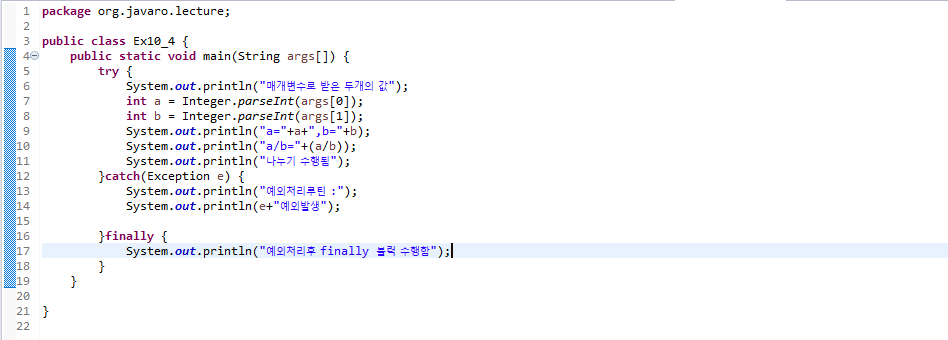 1 package org.javaro.lecture;
2
3 public class Ex10_4 {
4 public static void main(String args[]) {
5 try {
6 System.out.println("매개변수로 받은 두개의 값");
7 int a = Integer.parseInt(args[0]);
8 int b = Integer.parseInt(args[1]);
9 System.out.println("a="+a+",b="+b);
10 System.out.println("a/b="+(a/b));
11 System.out.println("나누기 수행됨");
12 }catch(Exception e) {
13 System.out.println("예외처리루틴 :");
14 System.out.println(e+"예외발생");
15
16 }finally {
17 System.out.println("예외처리후 finally 블럭 수행함");
18 }
19 }
20
21 }
22